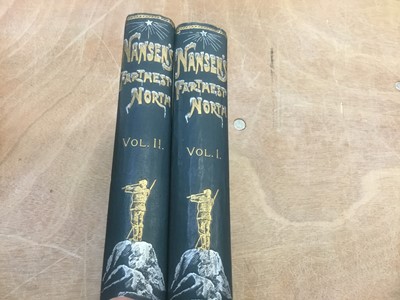 NANSEN'S
FARTHEST
NORTH
VOL. II.
NANSEN'S
FARTHEST
NORTH
VOL. I.